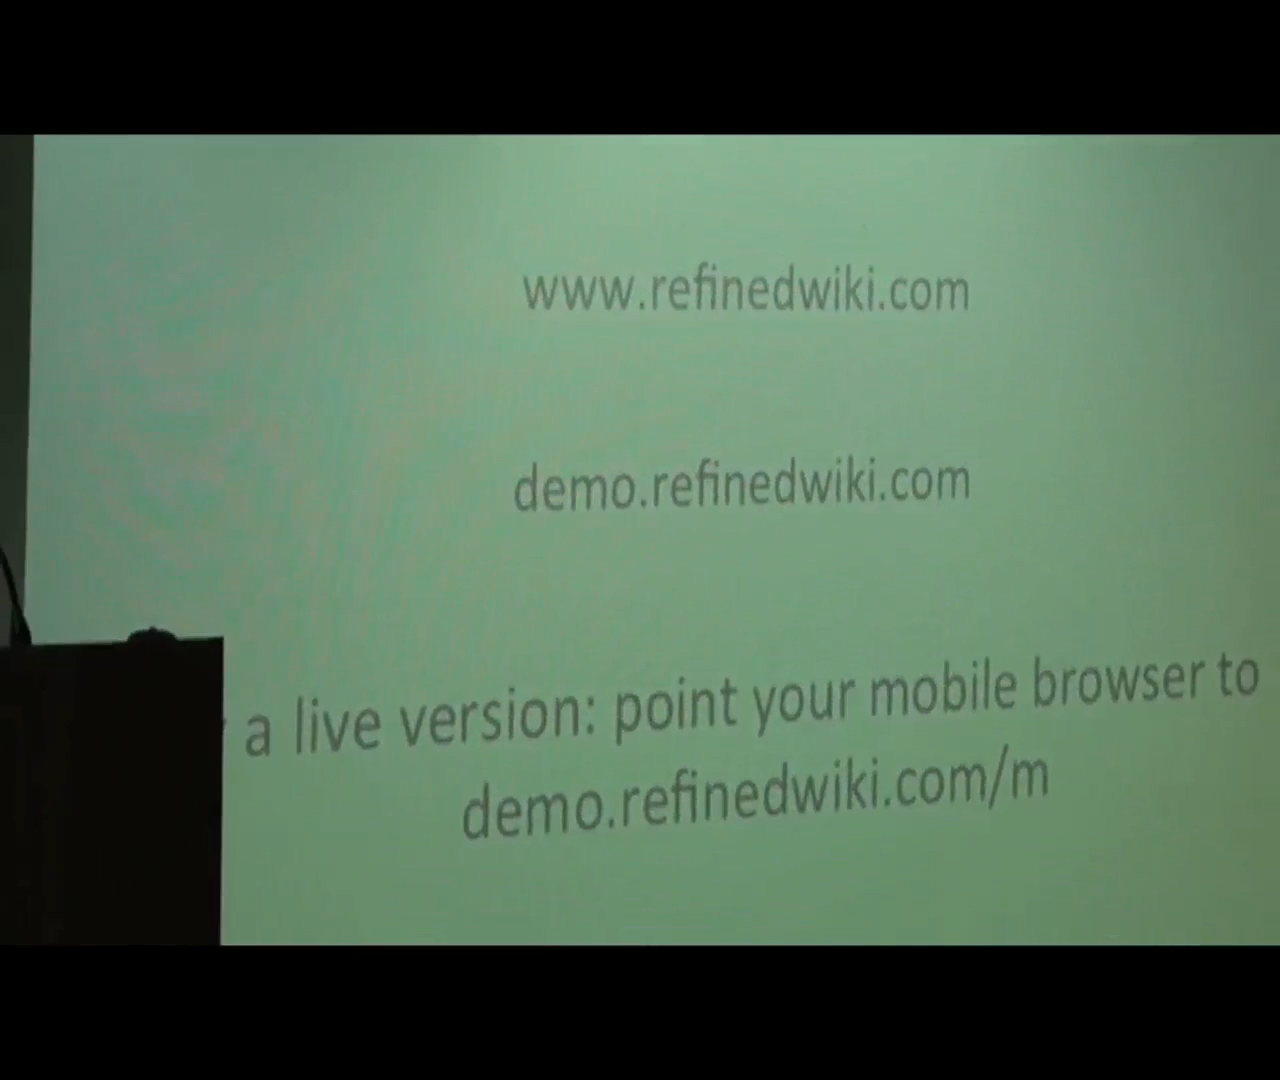 www.refinedwiki.com
demo.refinedwiki.com
a live version: point your mobile browser to
demo.refinedwiki.com/m